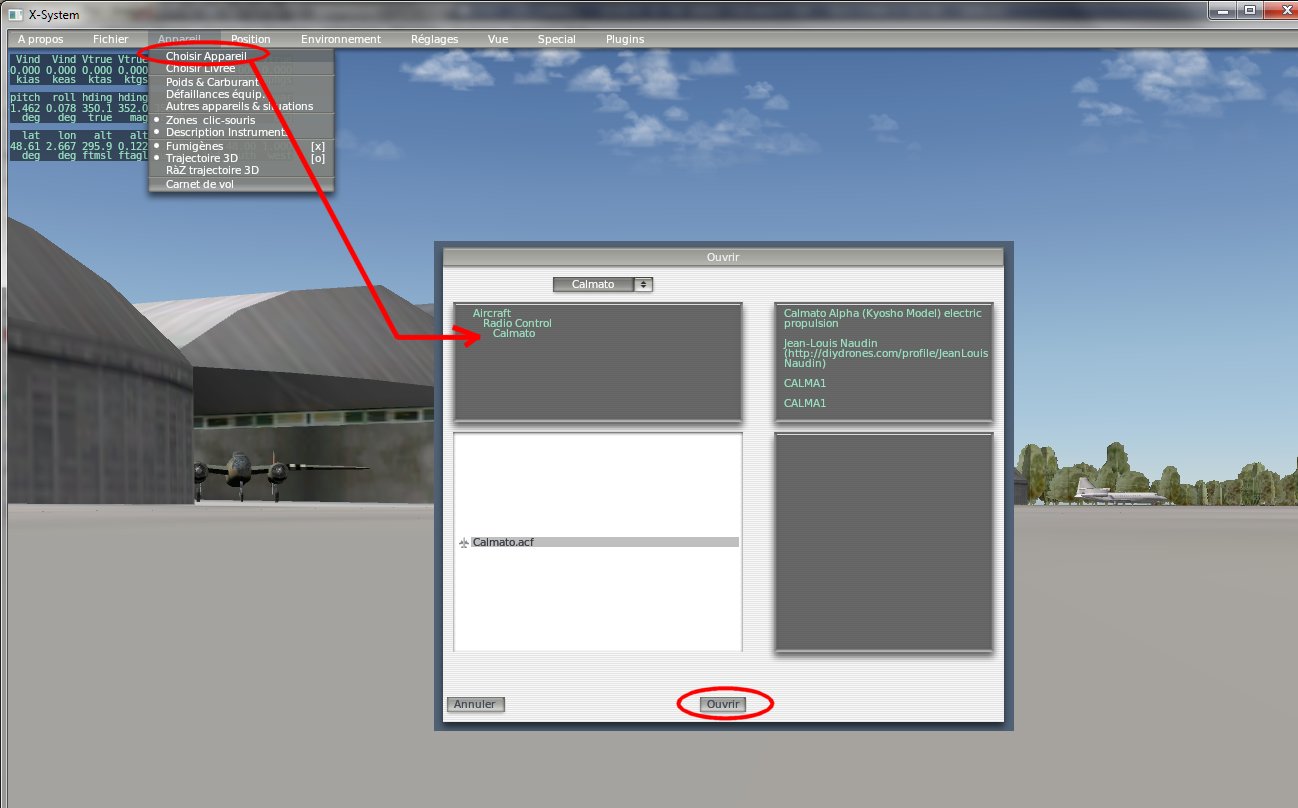 X-System
A propos Fichier Appareil Position Environnement Réglages Vue Special Plugins
Vind Vind Vtrue Vtrue
0.000 0.000 0.000 0.000
kias keas ktas ktgs
pitch roll hding hding
1.462 0.078 350.1 352.0
deg deg true mag
lat lon alt alt
48.61 2.667 295.9 0.122
deg deg ftmsl ftagl
Choisir Appareil
Choisir Livrée
Poids & Carburant
Défaillances équip.
Autres appareils & situations
Zones clic-souris
Description Instruments
Fumigènes [x]
Trajectoire 3D [o]
RàZ trajectoire 3D
Carnet de vol
Ouvrir
Calmato
Aircraft
Radio Control
Calmato
Calmato Alpha (Kyosho Model) electric
propulsion
Jean-Louis Naudin
(http://diydrones.com/profile/JeanLouis
Naudin)
CALMA1
CALMA1
Calmato.acf
Annuler Ouvrir